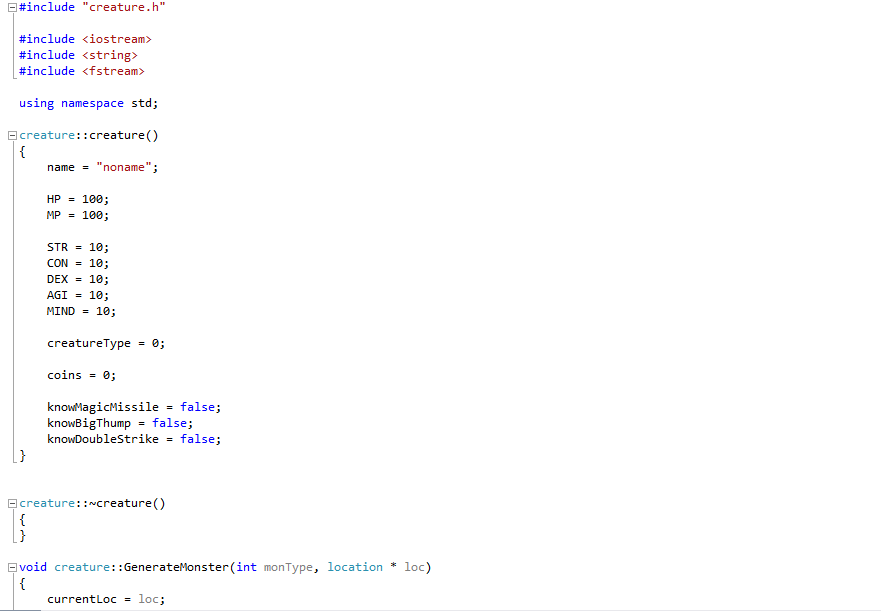 #include "creature.h"
#include <iostream>
#include <string>
#include <fstream>
using namespace std;
creature::creature()
{
name = "noname";
HP = 100;
MP = 100;
STR = 10;
CON = 10;
DEX = 10;
AGI = 10;
MIND = 10;
creatureType = 0;
coins = 0;
knowMagicMissile = false;
knowBigThump = false;
knowDoubleStrike = false;
}
creature::~creature()
{
}
void creature::GenerateMonster(int monType, location * loc)
{
currentLoc = loc;